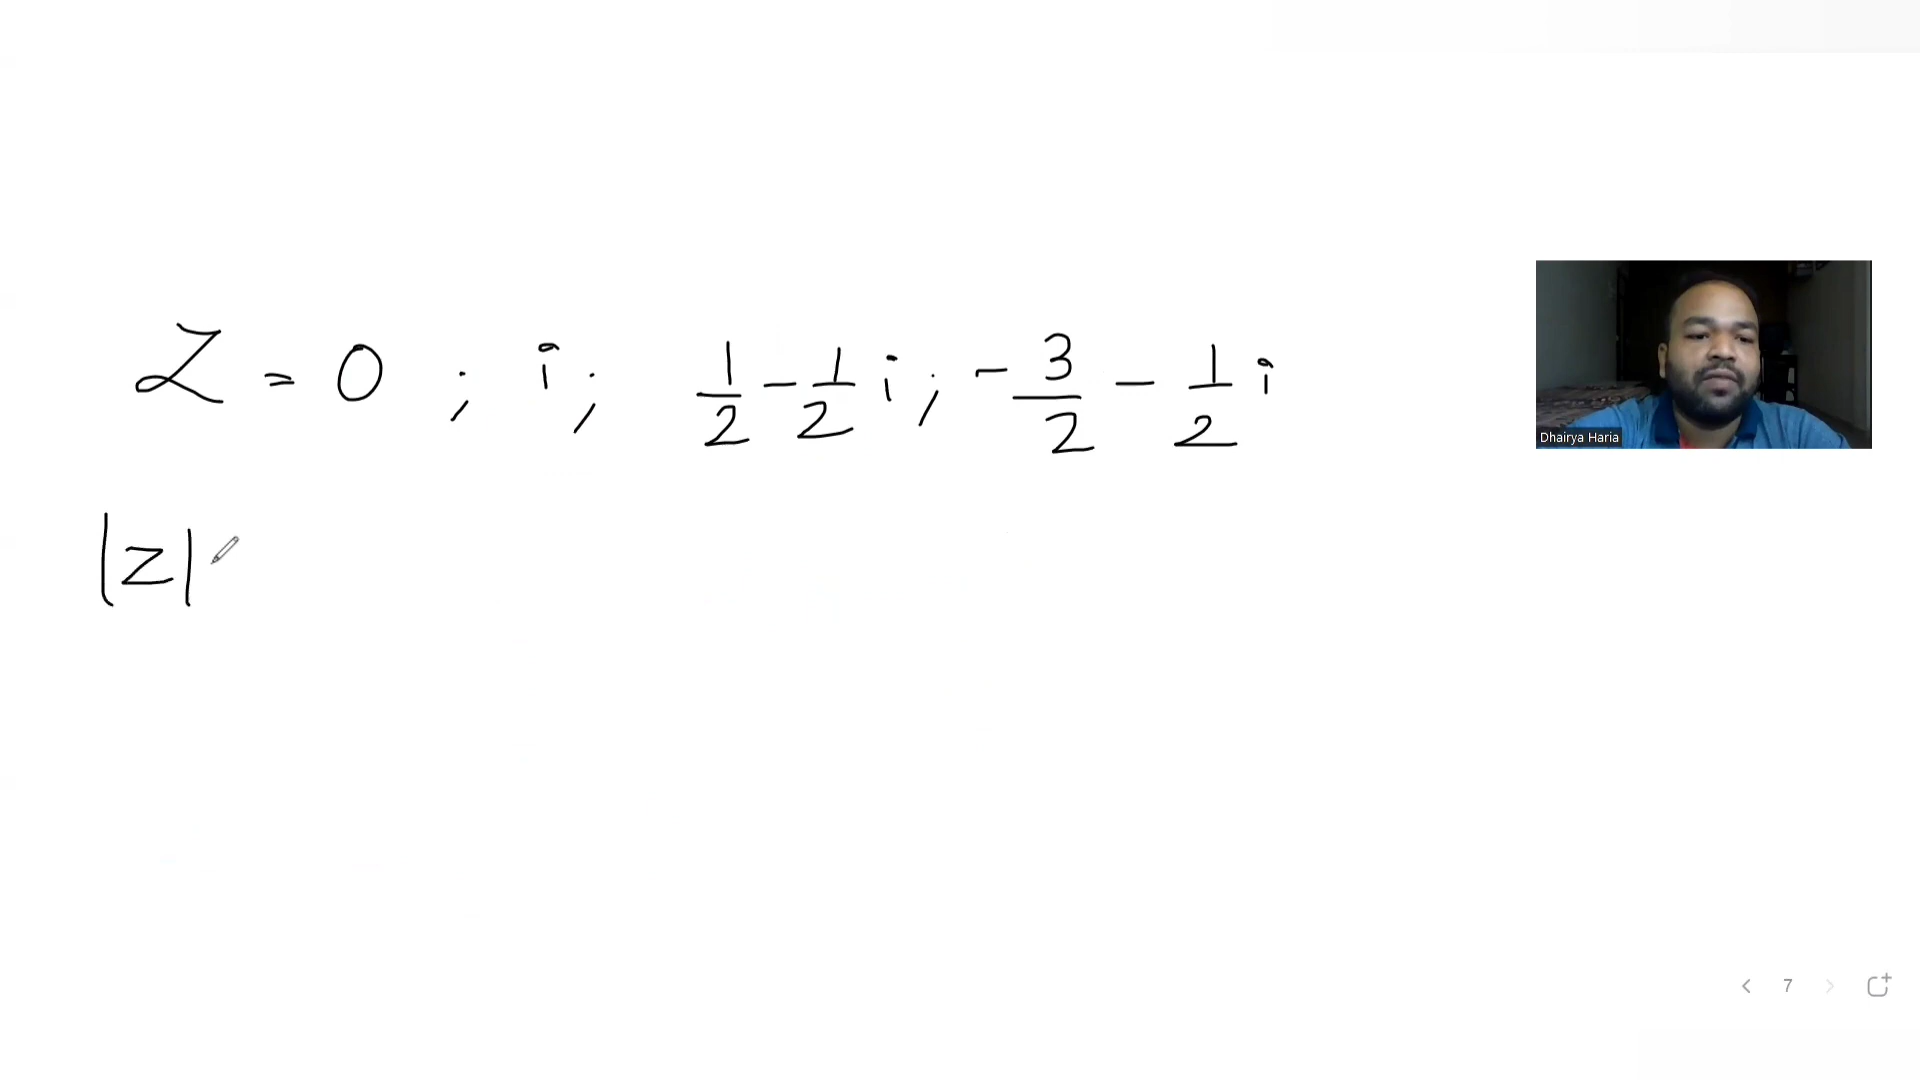 Z = 0 ; i ; 1/2 - 1/2 i ; - 3/2 - 1/2 i
|z|
Dhairya Haria
7